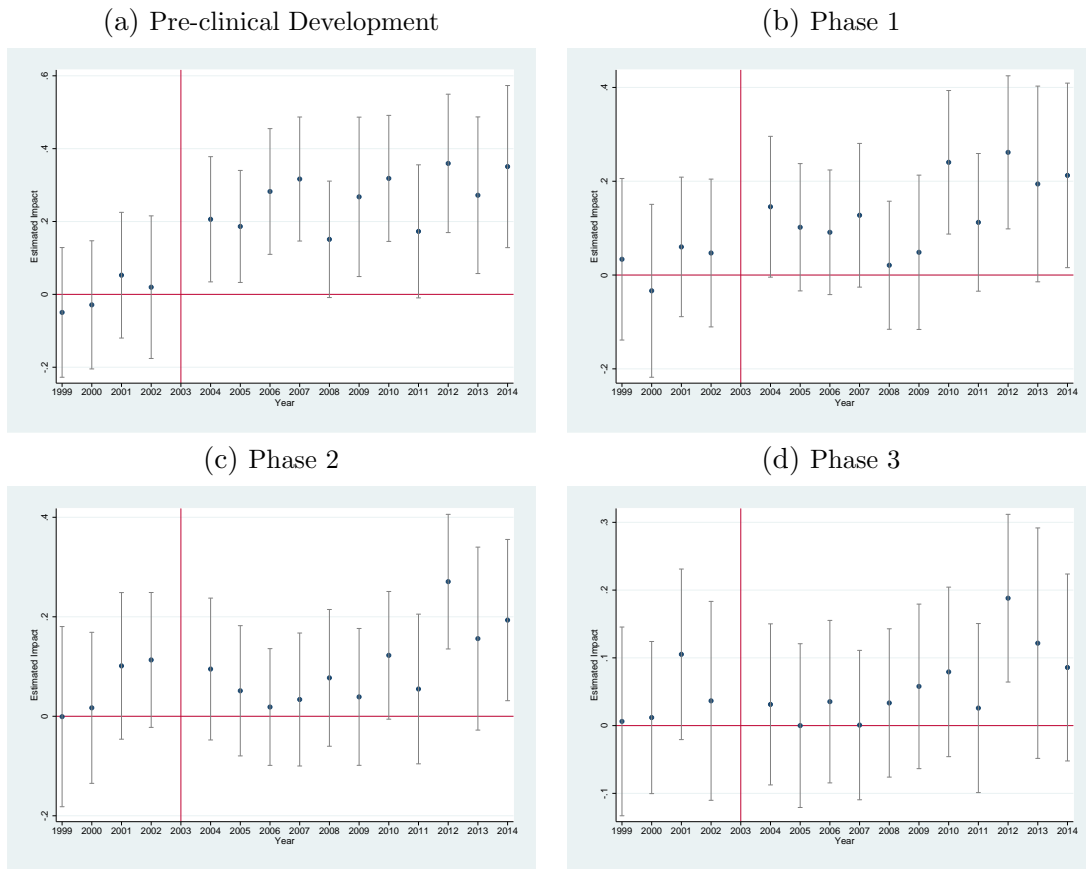 (a) Pre-clinical Development
Estimated Impact
.6
.4
.2
0
-.2
1999 2000 2001 2002 2003 2004 2005 2006 2007 2008 2009 2010 2011 2012 2013 2014
Year
(b) Phase 1
Estimated Impact
.4
.2
0
-.2
1999 2000 2001 2002 2003 2004 2005 2006 2007 2008 2009 2010 2011 2012 2013 2014
Year
(c) Phase 2
Estimated Impact
.4
.2
0
-.2
1999 2000 2001 2002 2003 2004 2005 2006 2007 2008 2009 2010 2011 2012 2013 2014
Year
(d) Phase 3
Estimated Impact
.3
.2
.1
0
-.1
1999 2000 2001 2002 2003 2004 2005 2006 2007 2008 2009 2010 2011 2012 2013 2014
Year